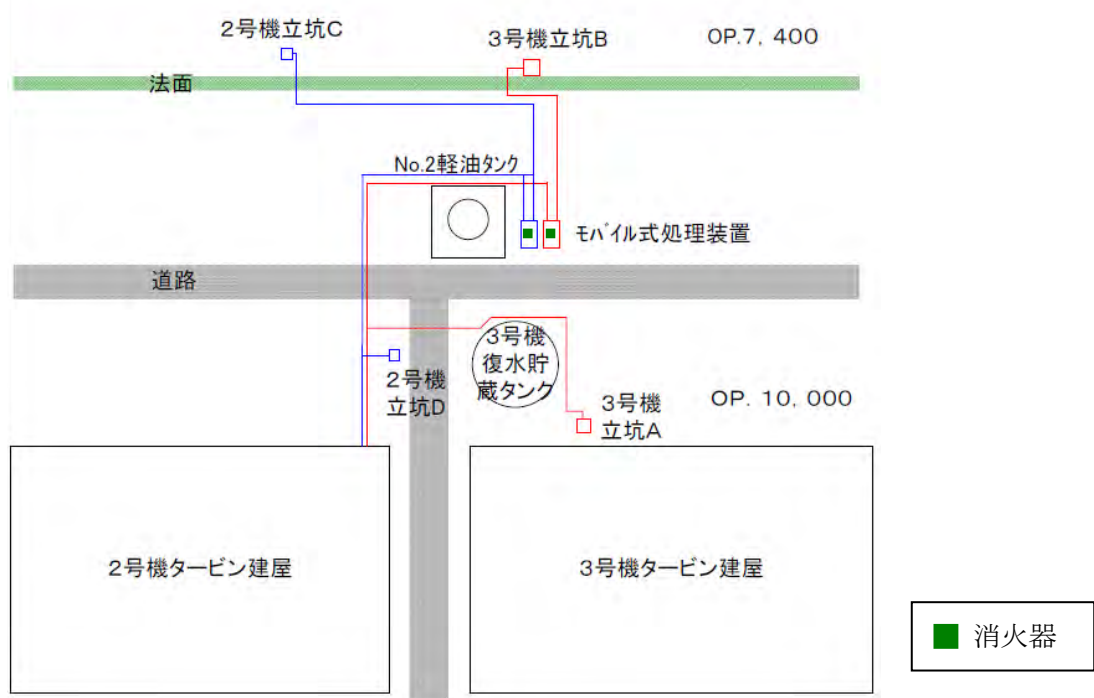 2号機立坑C
3号機立坑B
OP.7, 400
法面
No.2軽油タンク
モバイル式処理装置
道路
3号機
復水貯
蔵タンク
2号機
立坑D
OP. 10, 000
3号機
立坑A
2号機タービン建屋
3号機タービン建屋
消火器